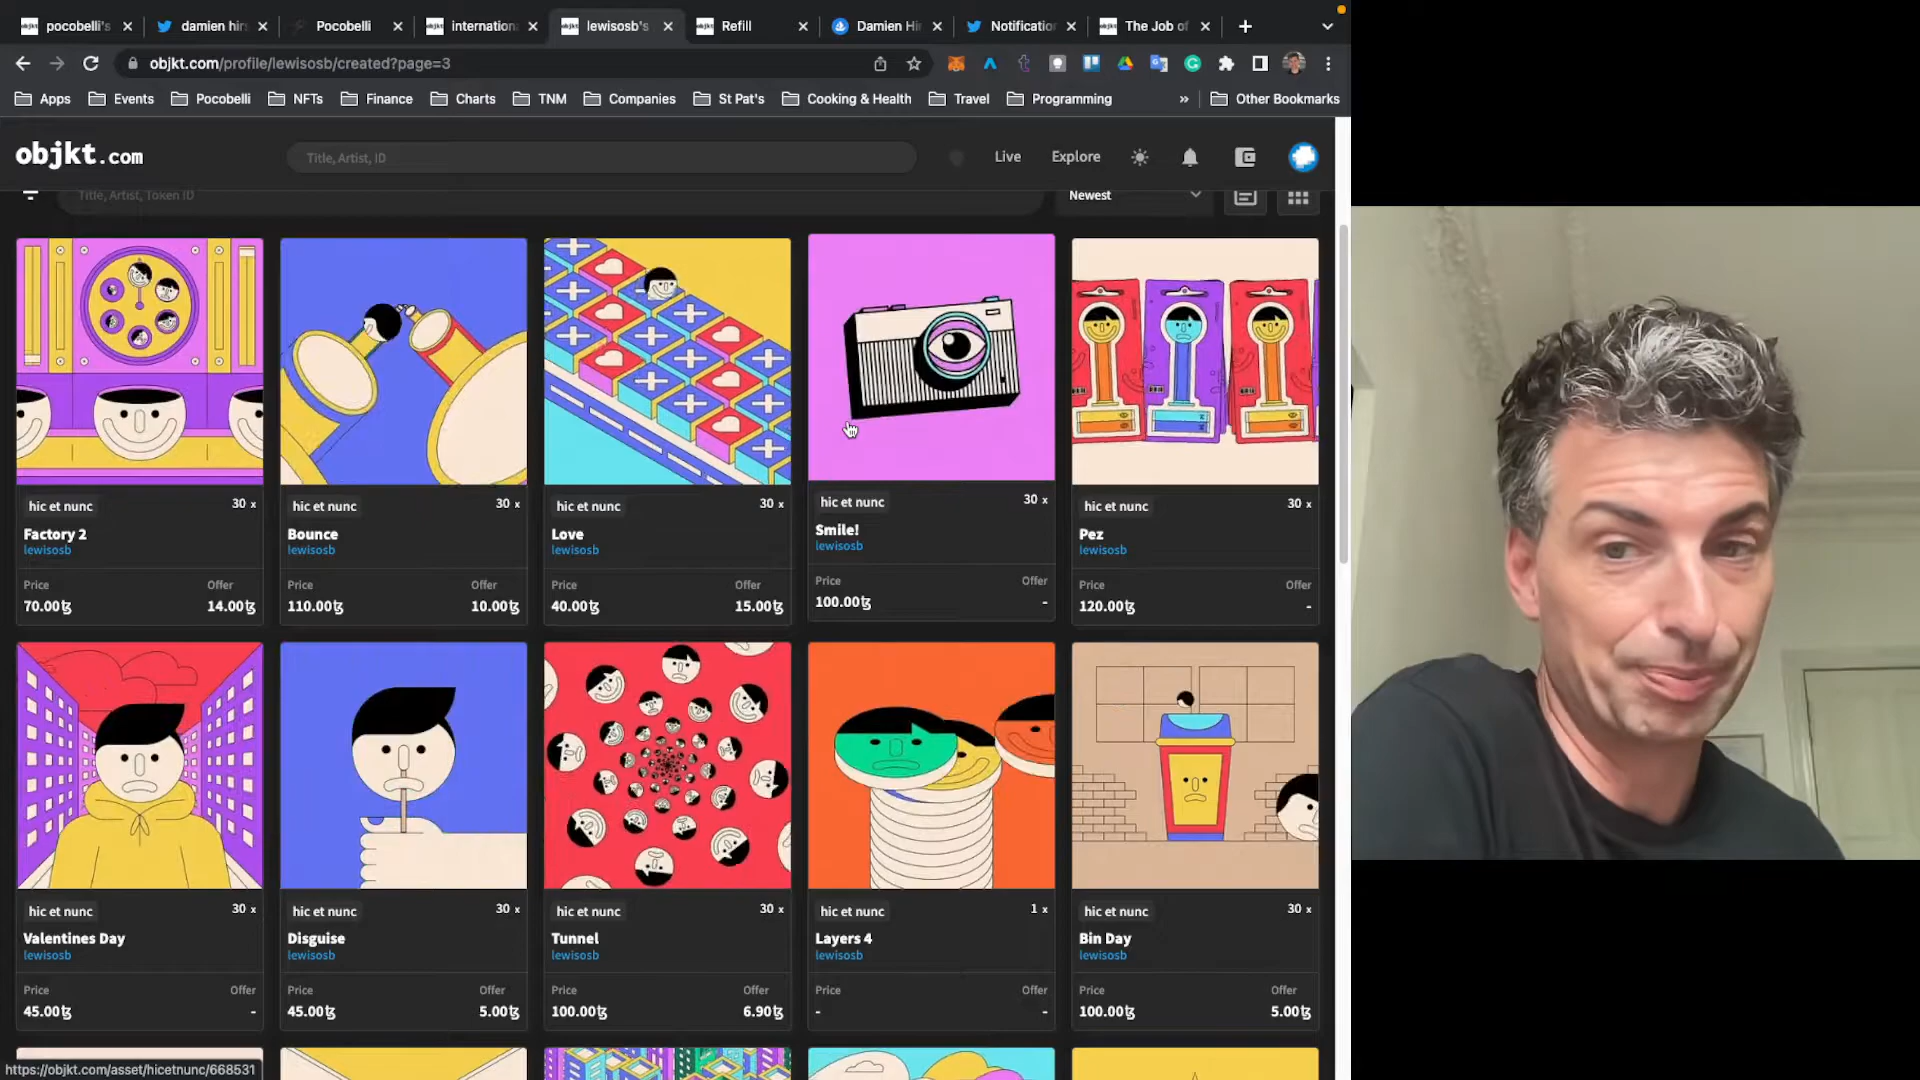 pocobelli's
damien hirs
Pocobelli
internation
lewisosb's
Refill
Damien Hi
Notification
The Job of
objkt.com/profile/lewisosb/created?page=3
Apps
Events
Pocobelli
NFTs
Finance
Charts
TNM
Companies
St Pat's
Cooking & Health
Travel
Programming
»
Other Bookmarks
objkt.com
Title, Artist, ID
Live
Explore
Title, Artist, Token ID
Newest
hic et nunc 30 x
Factory 2
lewisosb
Price Offer
70.00ꜩ 14.00ꜩ
hic et nunc 30 x
Bounce
lewisosb
Price Offer
110.00ꜩ 10.00ꜩ
hic et nunc 30 x
Love
lewisosb
Price Offer
40.00ꜩ 15.00ꜩ
hic et nunc 30 x
Smile!
lewisosb
Price Offer
100.00ꜩ -
hic et nunc 30 x
Pez
lewisosb
Price Offer
120.00ꜩ -
hic et nunc 30 x
Valentines Day
lewisosb
Price Offer
45.00ꜩ -
hic et nunc 30 x
Disguise
lewisosb
Price Offer
45.00ꜩ 5.00ꜩ
hic et nunc 30 x
Tunnel
lewisosb
Price Offer
100.00ꜩ 6.90ꜩ
hic et nunc 1 x
Layers 4
lewisosb
Price Offer
- -
hic et nunc 30 x
Bin Day
lewisosb
Price Offer
100.00ꜩ 5.00ꜩ
https://objkt.com/asset/hicetnunc/668531